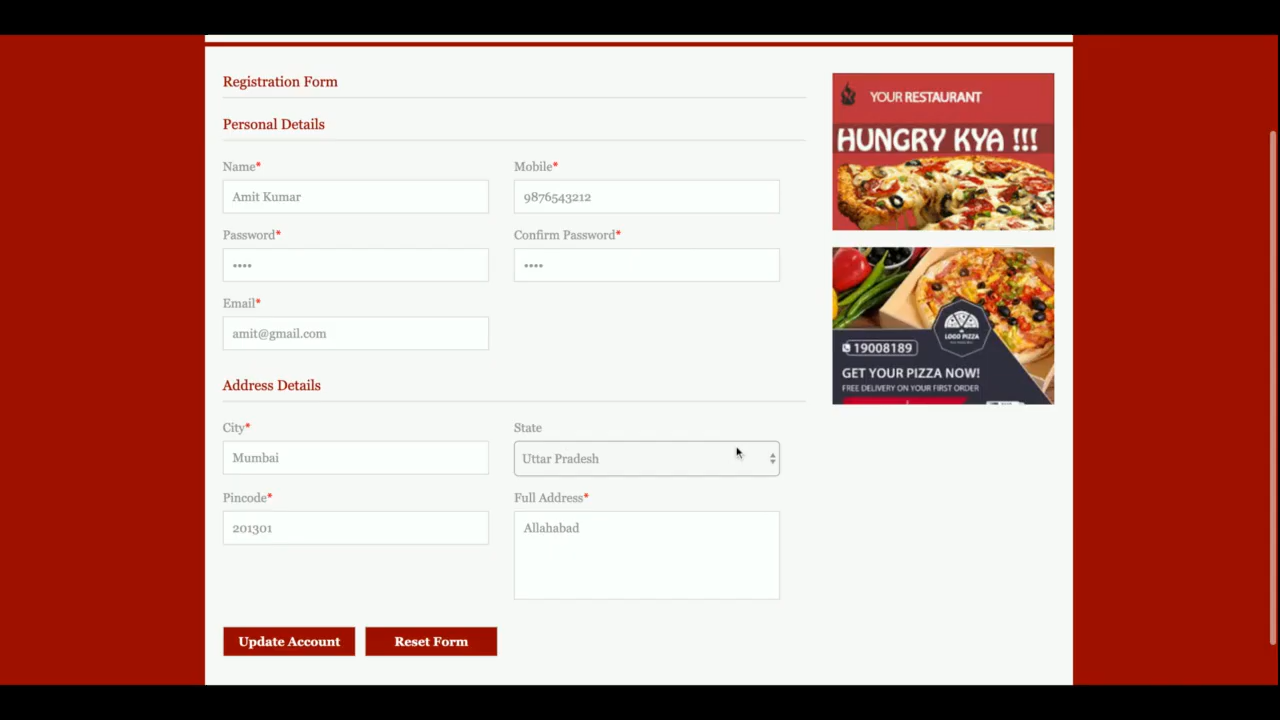 Registration Form
Personal Details
Name*
Mobile*
Amit Kumar
9876543212
Password*
Confirm Password*
••••
••••
Email*
amit@gmail.com
Address Details
City*
State
Mumbai
Uttar Pradesh
Pincode*
Full Address*
201301
Allahabad
Update Account
Reset Form
YOUR RESTAURANT
HUNGRY KYA !!!
LOGO PIZZA
19008189
GET YOUR PIZZA NOW!
FREE DELIVERY ON YOUR FIRST ORDER